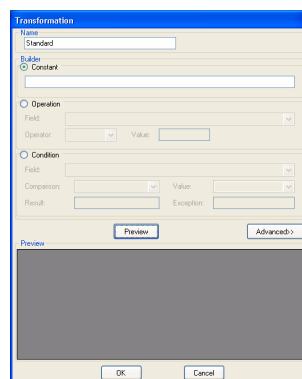 Transformation
Name
Standard
Builder
Constant
Operation
Field:
Operator: Value:
Condition
Field:
Comparison: Value:
Result: Exception:
Preview Advanced>>
Preview
OK Cancel